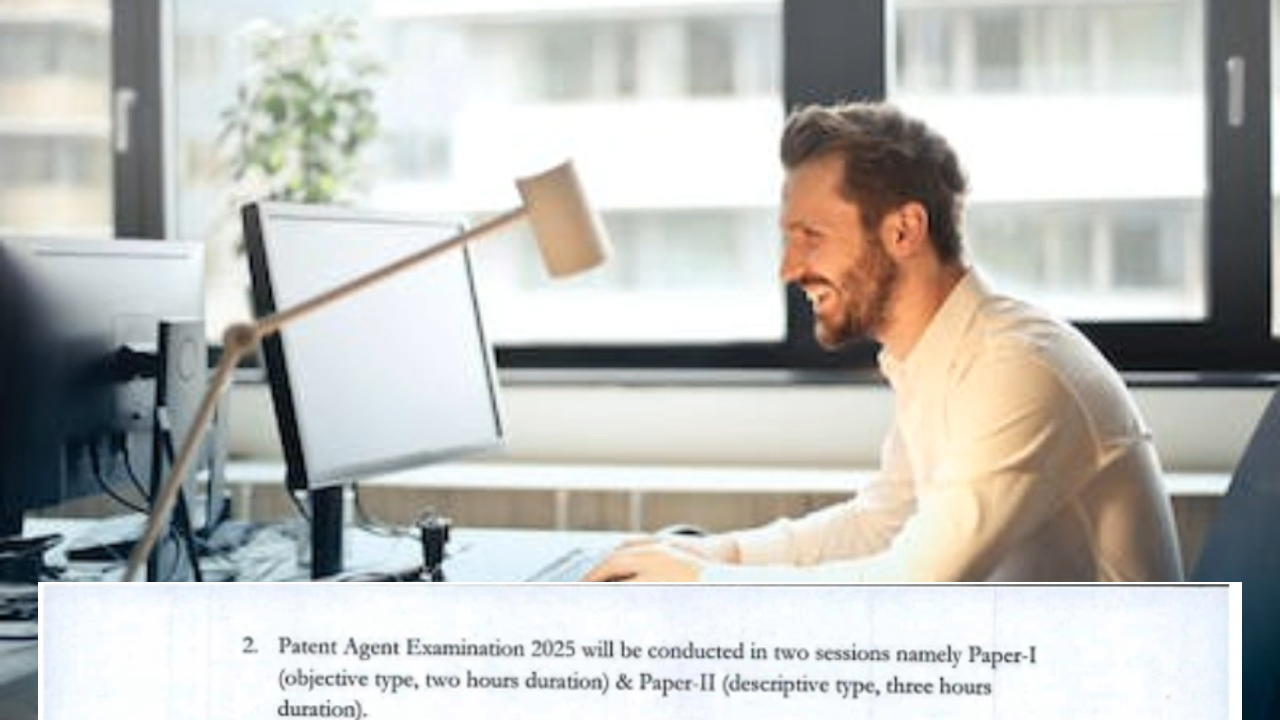 2. Patent Agent Examination 2025 will be conducted in two sessions namely Paper-I
(objective type, two hours duration) & Paper-II (descriptive type, three hours
duration).